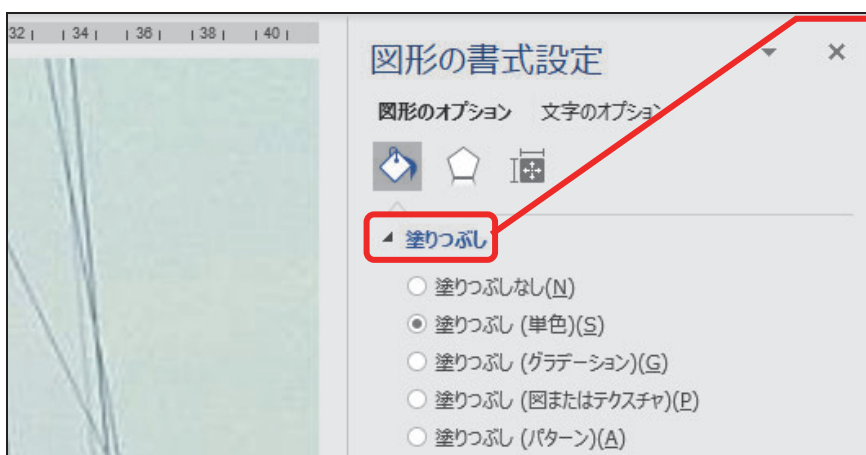 32 | | 34 | | 36 | | 38 | | 40 |
図形の書式設定
図形のオプション 文字のオプション
塗りつぶし
塗りつぶしなし(N)
塗りつぶし (単色)(S)
塗りつぶし (グラデーション)(G)
塗りつぶし (図またはテクスチャ)(P)
塗りつぶし (パターン)(A)